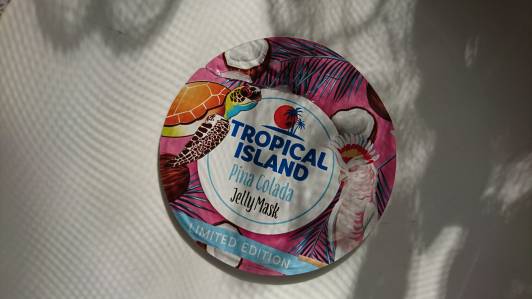 TROPICAL
ISLAND
Pina Colada
Jelly Mask
LIMITED EDITION